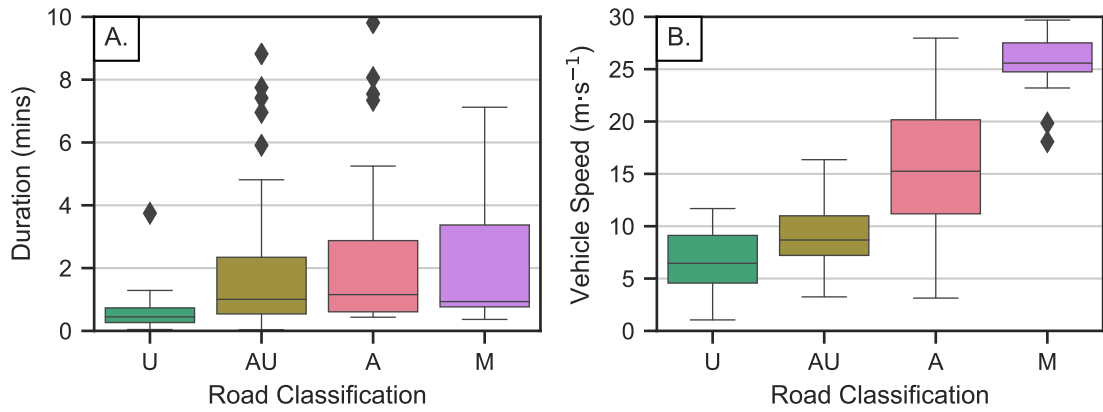 A.
Duration (mins)
10
8
6
4
2
0
U AU A M
Road Classification
B.
Vehicle Speed (m·s⁻¹)
30
25
20
15
10
5
0
U AU A M
Road Classification